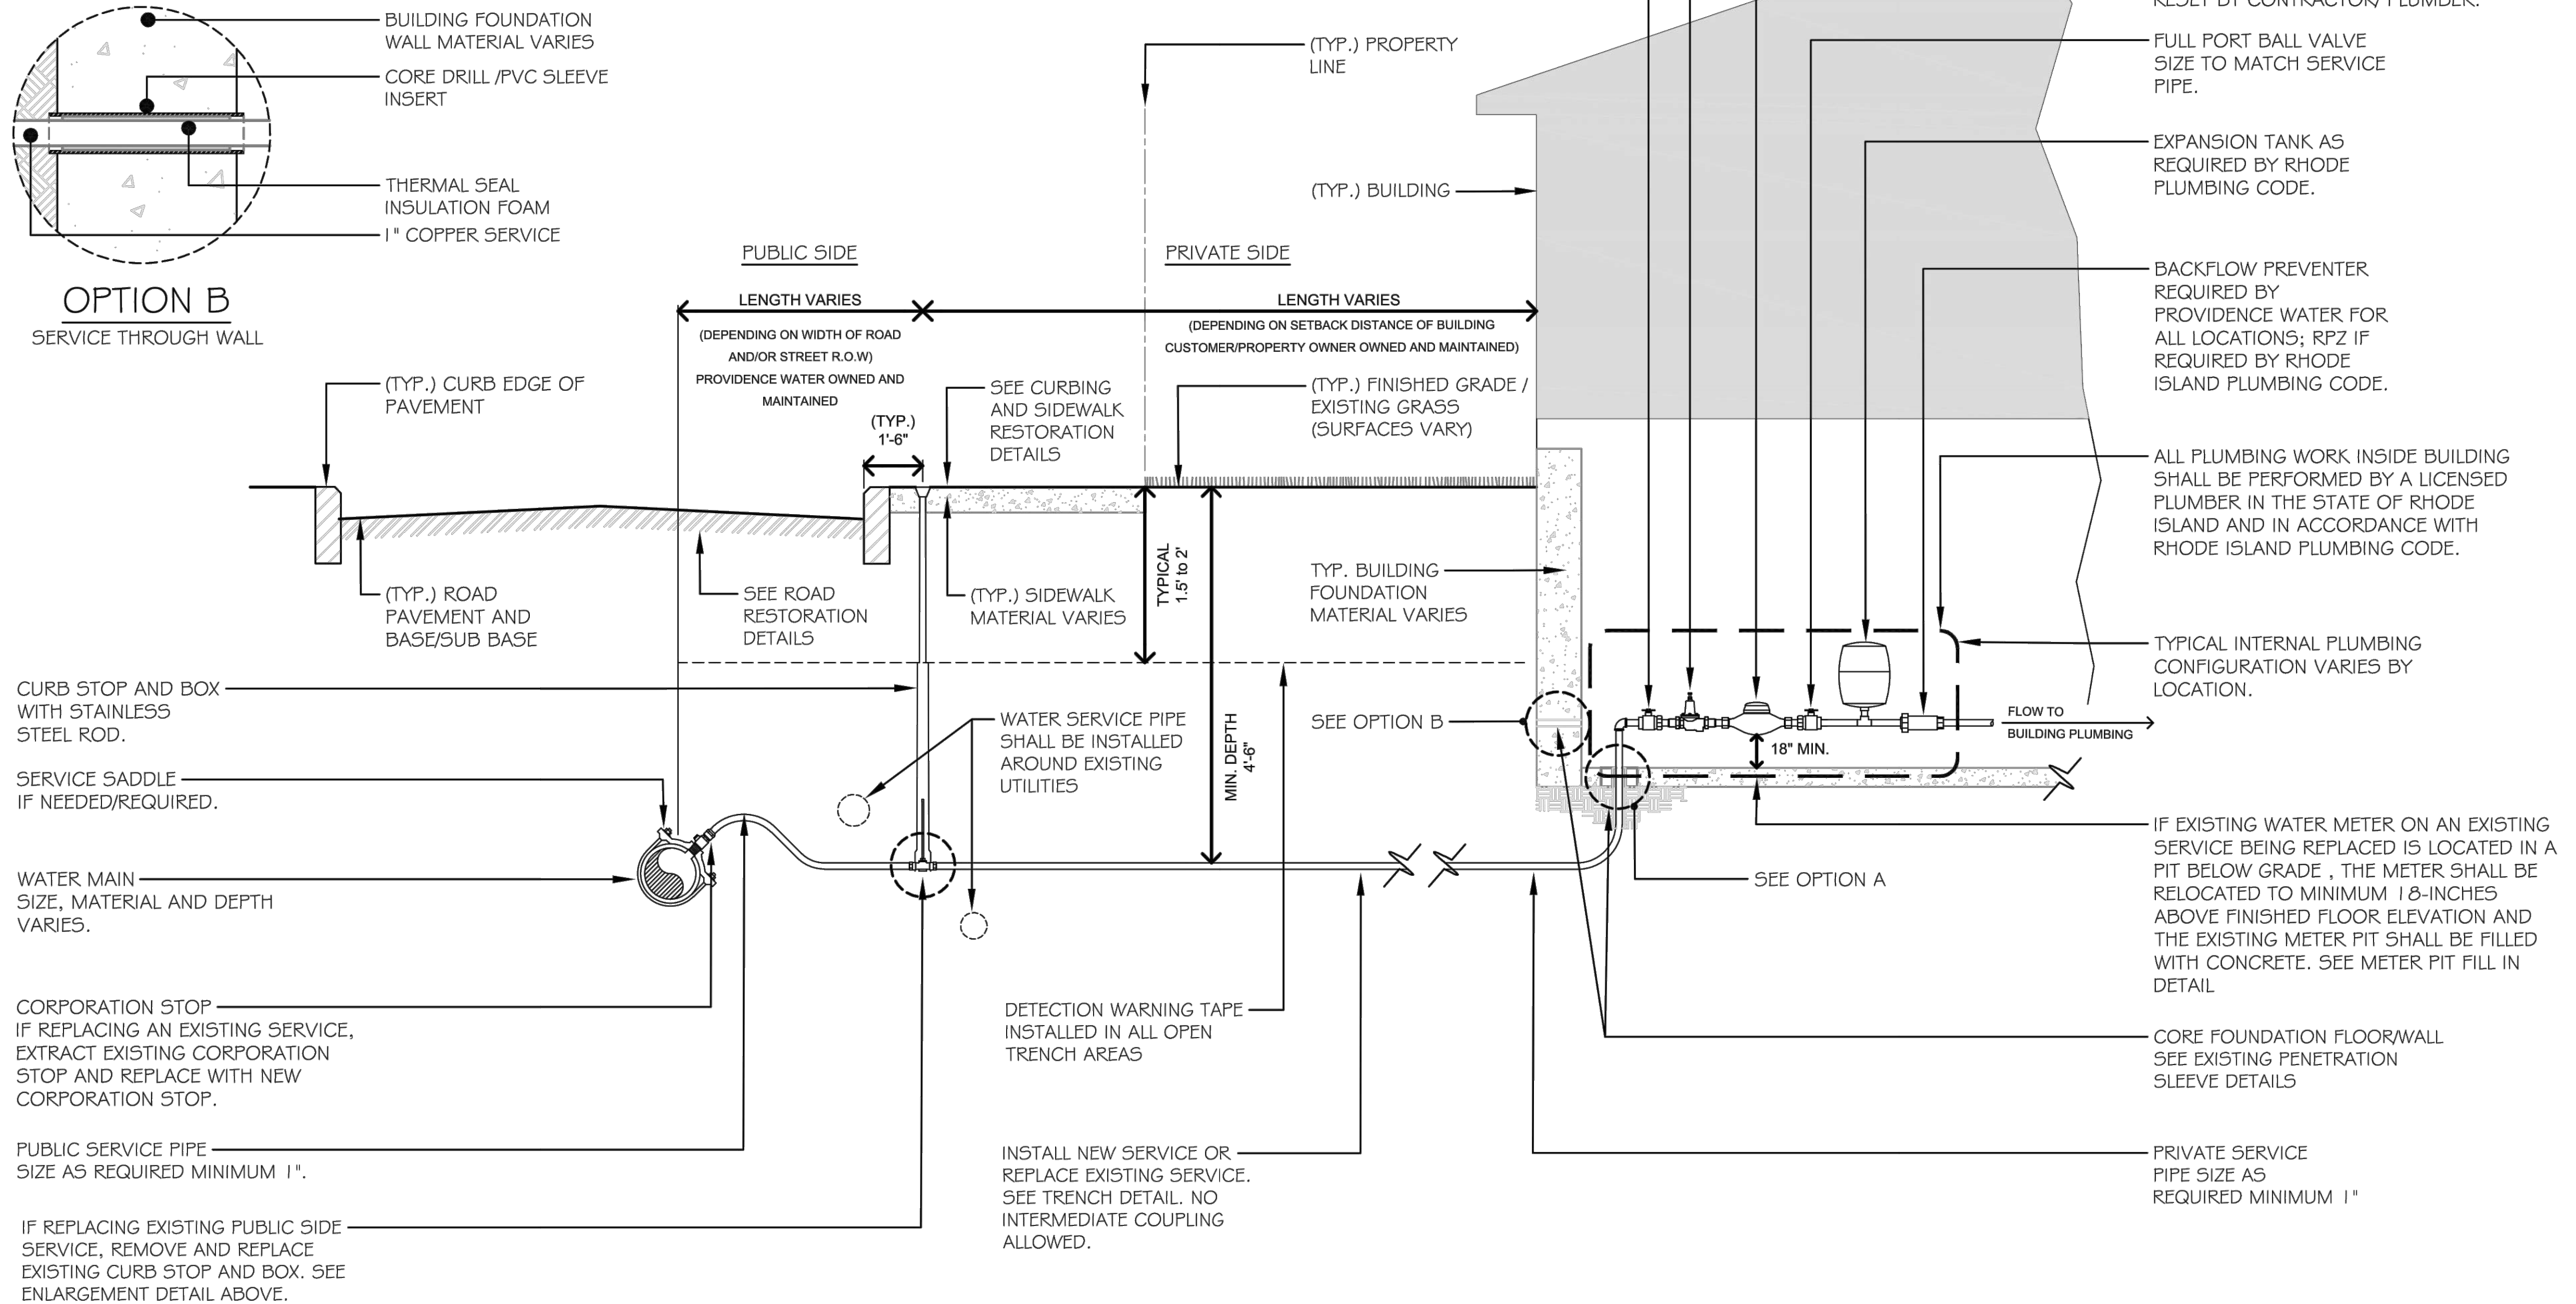 BUILDING FOUNDATION
WALL MATERIAL VARIES
CORE DRILL /PVC SLEEVE
INSERT
THERMAL SEAL
INSULATION FOAM
1" COPPER SERVICE
OPTION B
SERVICE THROUGH WALL
(TYP.) PROPERTY
LINE
(TYP.) BUILDING
PUBLIC SIDE
PRIVATE SIDE
LENGTH VARIES
(DEPENDING ON WIDTH OF ROAD
AND/OR STREET R.O.W)
PROVIDENCE WATER OWNED AND
MAINTAINED
LENGTH VARIES
(DEPENDING ON SETBACK DISTANCE OF BUILDING
CUSTOMER/PROPERTY OWNER OWNED AND MAINTAINED)
(TYP.) CURB EDGE OF
PAVEMENT
(TYP.)
1'-6"
SEE CURBING
AND SIDEWALK
RESTORATION
DETAILS
(TYP.) FINISHED GRADE /
EXISTING GRASS
(SURFACES VARY)
(TYP.) ROAD
PAVEMENT AND
BASE/SUB BASE
SEE ROAD
RESTORATION
DETAILS
(TYP.) SIDEWALK
MATERIAL VARIES
TYPICAL
1.5' to 2'
TYP. BUILDING
FOUNDATION
MATERIAL VARIES
CURB STOP AND BOX
WITH STAINLESS
STEEL ROD.
SERVICE SADDLE
IF NEEDED/REQUIRED.
WATER MAIN
SIZE, MATERIAL AND DEPTH
VARIES.
WATER SERVICE PIPE
SHALL BE INSTALLED
AROUND EXISTING
UTILITIES
MIN. DEPTH
4'-6"
SEE OPTION B
18" MIN.
FLOW TO
BUILDING PLUMBING
SEE OPTION A
CORPORATION STOP
IF REPLACING AN EXISTING SERVICE,
EXTRACT EXISTING CORPORATION
STOP AND REPLACE WITH NEW
CORPORATION STOP.
PUBLIC SERVICE PIPE
SIZE AS REQUIRED MINIMUM 1".
IF REPLACING EXISTING PUBLIC SIDE
SERVICE, REMOVE AND REPLACE
EXISTING CURB STOP AND BOX. SEE
ENLARGEMENT DETAIL ABOVE.
DETECTION WARNING TAPE
INSTALLED IN ALL OPEN
TRENCH AREAS
INSTALL NEW SERVICE OR
REPLACE EXISTING SERVICE.
SEE TRENCH DETAIL. NO
INTERMEDIATE COUPLING
ALLOWED.
RESET BY CONTRACTOR/ PLUMBER.
FULL PORT BALL VALVE
SIZE TO MATCH SERVICE
PIPE.
EXPANSION TANK AS
REQUIRED BY RHODE
PLUMBING CODE.
BACKFLOW PREVENTER
REQUIRED BY
PROVIDENCE WATER FOR
ALL LOCATIONS; RPZ IF
REQUIRED BY RHODE
ISLAND PLUMBING CODE.
ALL PLUMBING WORK INSIDE BUILDING
SHALL BE PERFORMED BY A LICENSED
PLUMBER IN THE STATE OF RHODE
ISLAND AND IN ACCORDANCE WITH
RHODE ISLAND PLUMBING CODE.
TYPICAL INTERNAL PLUMBING
CONFIGURATION VARIES BY
LOCATION.
IF EXISTING WATER METER ON AN EXISTING
SERVICE BEING REPLACED IS LOCATED IN A
PIT BELOW GRADE , THE METER SHALL BE
RELOCATED TO MINIMUM 18-INCHES
ABOVE FINISHED FLOOR ELEVATION AND
THE EXISTING METER PIT SHALL BE FILLED
WITH CONCRETE. SEE METER PIT FILL IN
DETAIL
CORE FOUNDATION FLOOR/WALL
SEE EXISTING PENETRATION
SLEEVE DETAILS
PRIVATE SERVICE
PIPE SIZE AS
REQUIRED MINIMUM 1"